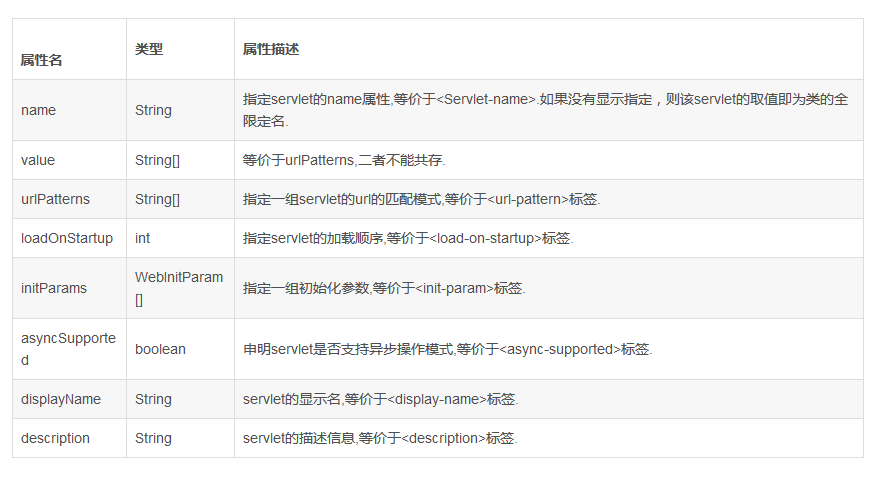 属性名 类型 属性描述
name String 指定servlet的name属性,等价于<Servlet-name>.如果没有显示指定，则该servlet的取值即为类的全
限定名.
value String[] 等价于urlPatterns,二者不能共存.
urlPatterns String[] 指定一组servlet的url的匹配模式,等价于<url-pattern>标签.
loadOnStartup int 指定servlet的加载顺序,等价于<load-on-startup>标签.
initParams WebInitParam
[] 指定一组初始化参数,等价于<init-param>标签.
asyncSupporte
d boolean 申明servlet是否支持异步操作模式,等价于<async-supported>标签.
displayName String servlet的显示名,等价于<display-name>标签.
description String servlet的描述信息,等价于<description>标签.